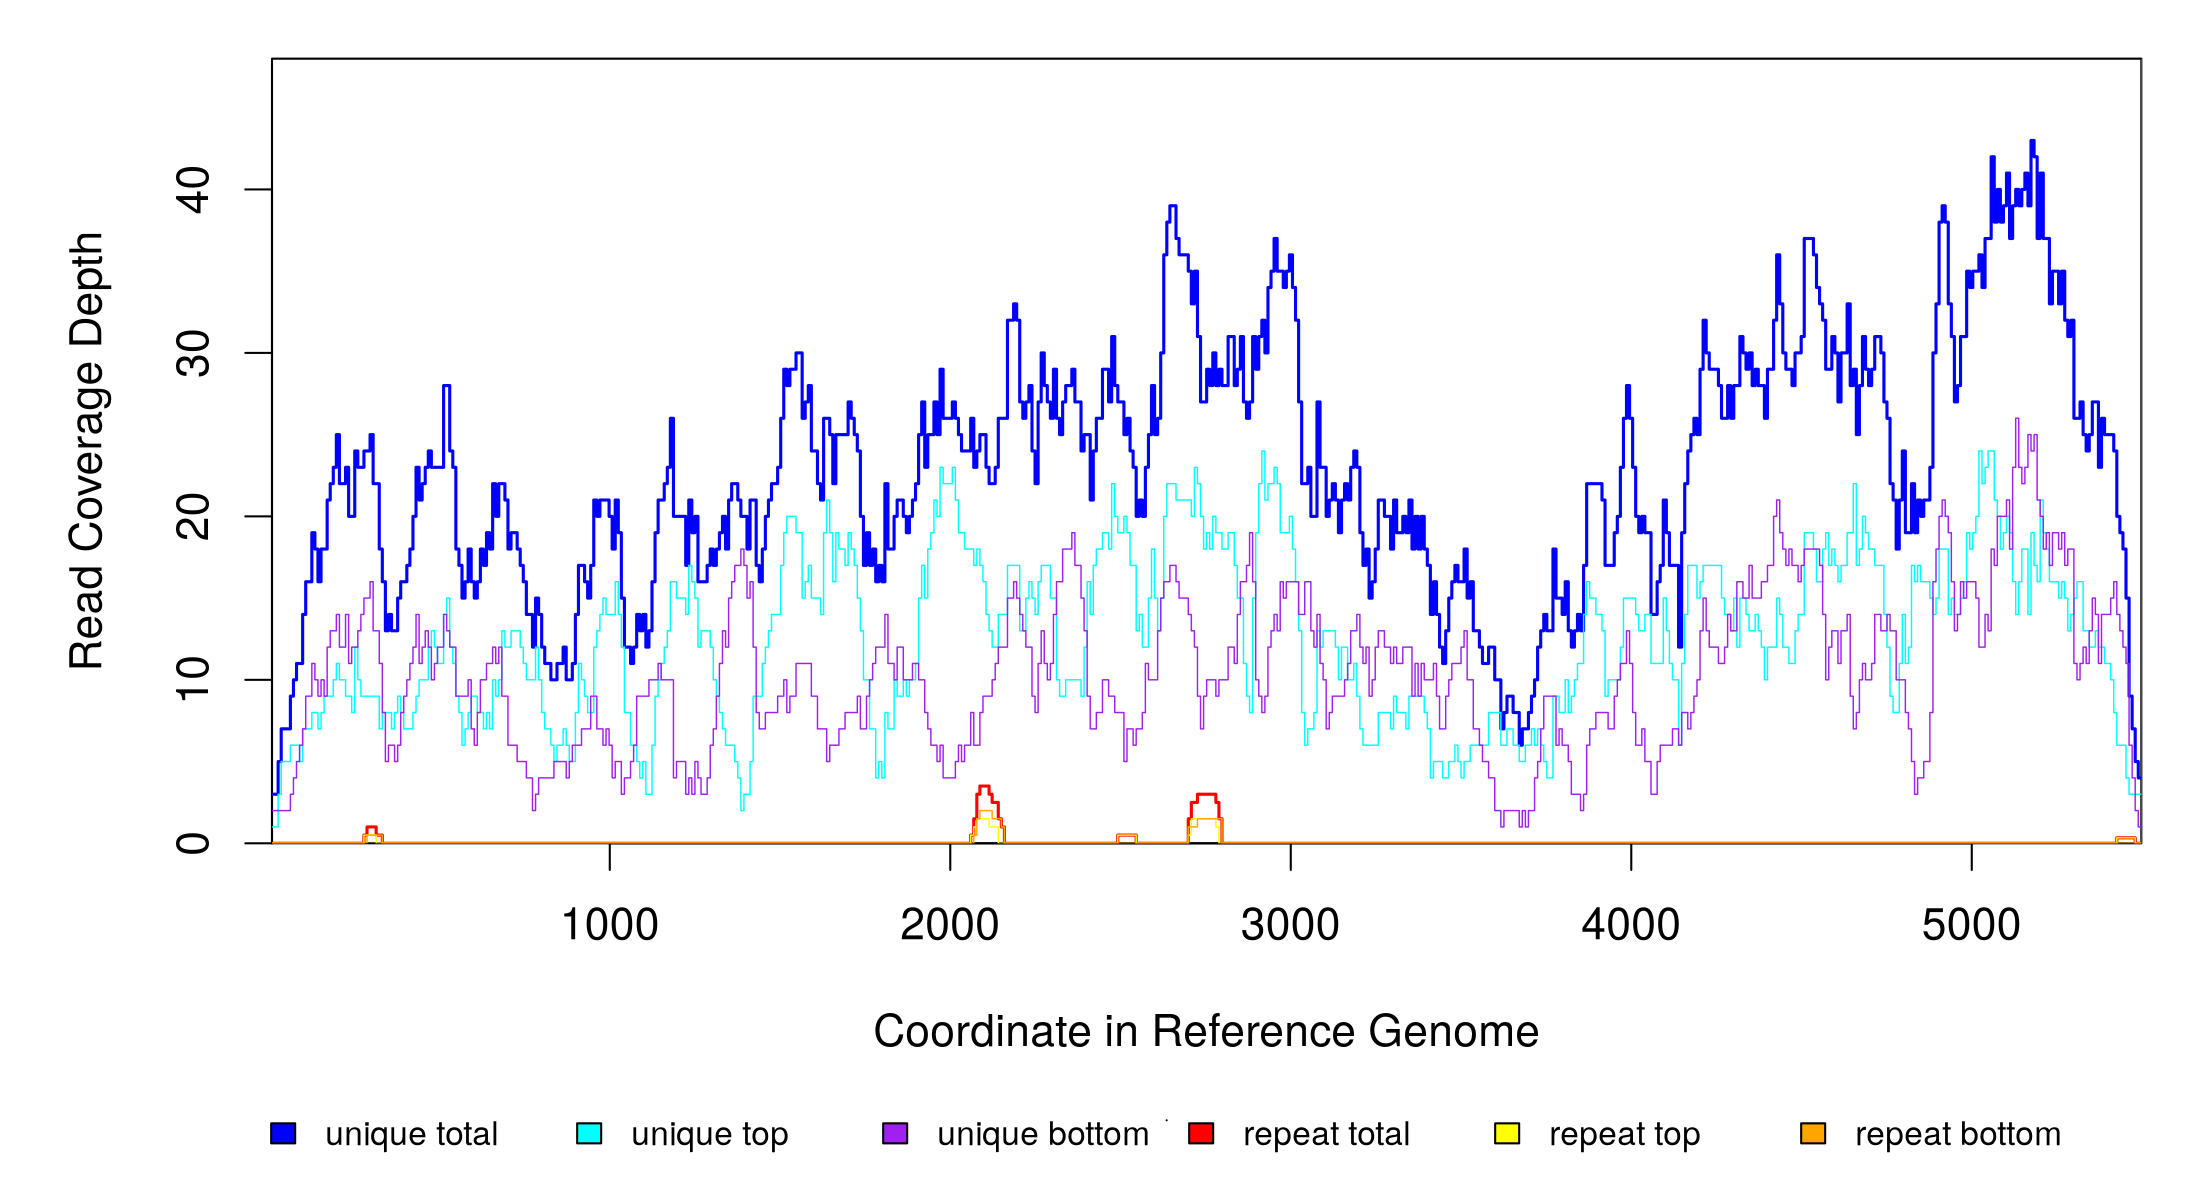 Read Coverage Depth
40
30
20
10
0
1000 2000 3000 4000 5000
Coordinate in Reference Genome
unique total unique top unique bottom repeat total repeat top repeat bottom